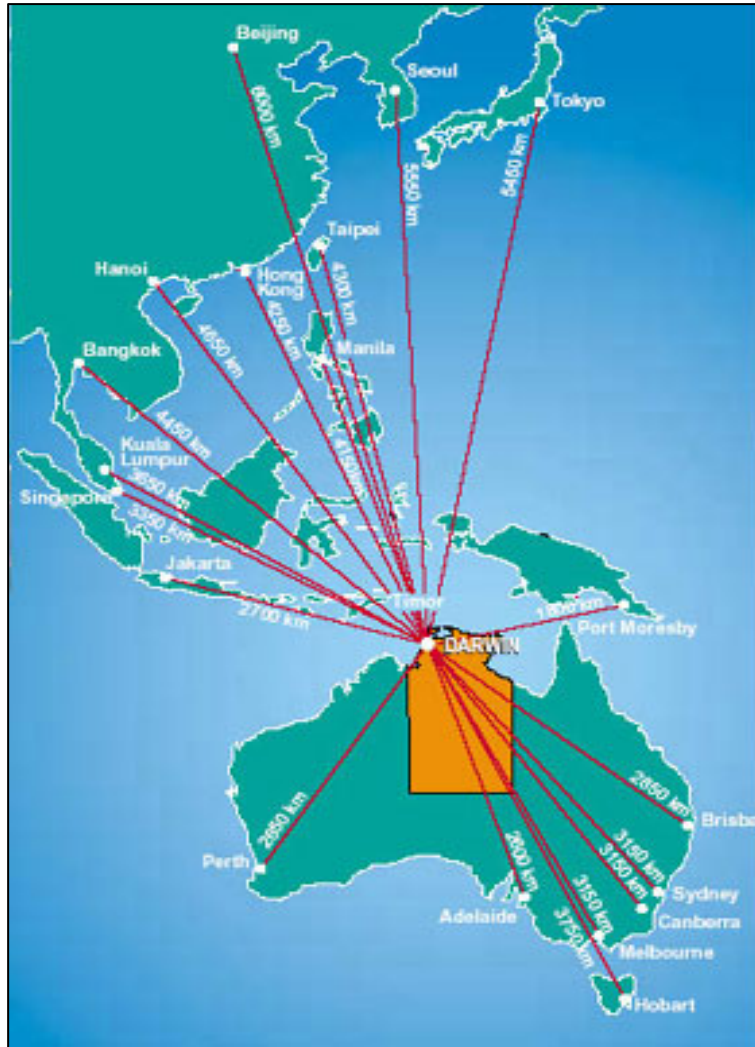 Beijing
Seoul
Tokyo
6000 km
5550 km
5450 km
Taipei
Hanoi
Hong
Kong
4300 km
4250 km
4650 km
Manila
Bangkok
4450 km
4150km
Kuala
Lumpur
3650 km
Singapora
3350 km
Jakarta
2700 km
Timor
1800 km
Port Moresby
DARWIN
2850 km
Brisba
2650 km
Perth
2600 km
Adelaide
3150 km
3150 km
Sydney
Canberra
3150 km
3750 km
Melbourne
Hobart